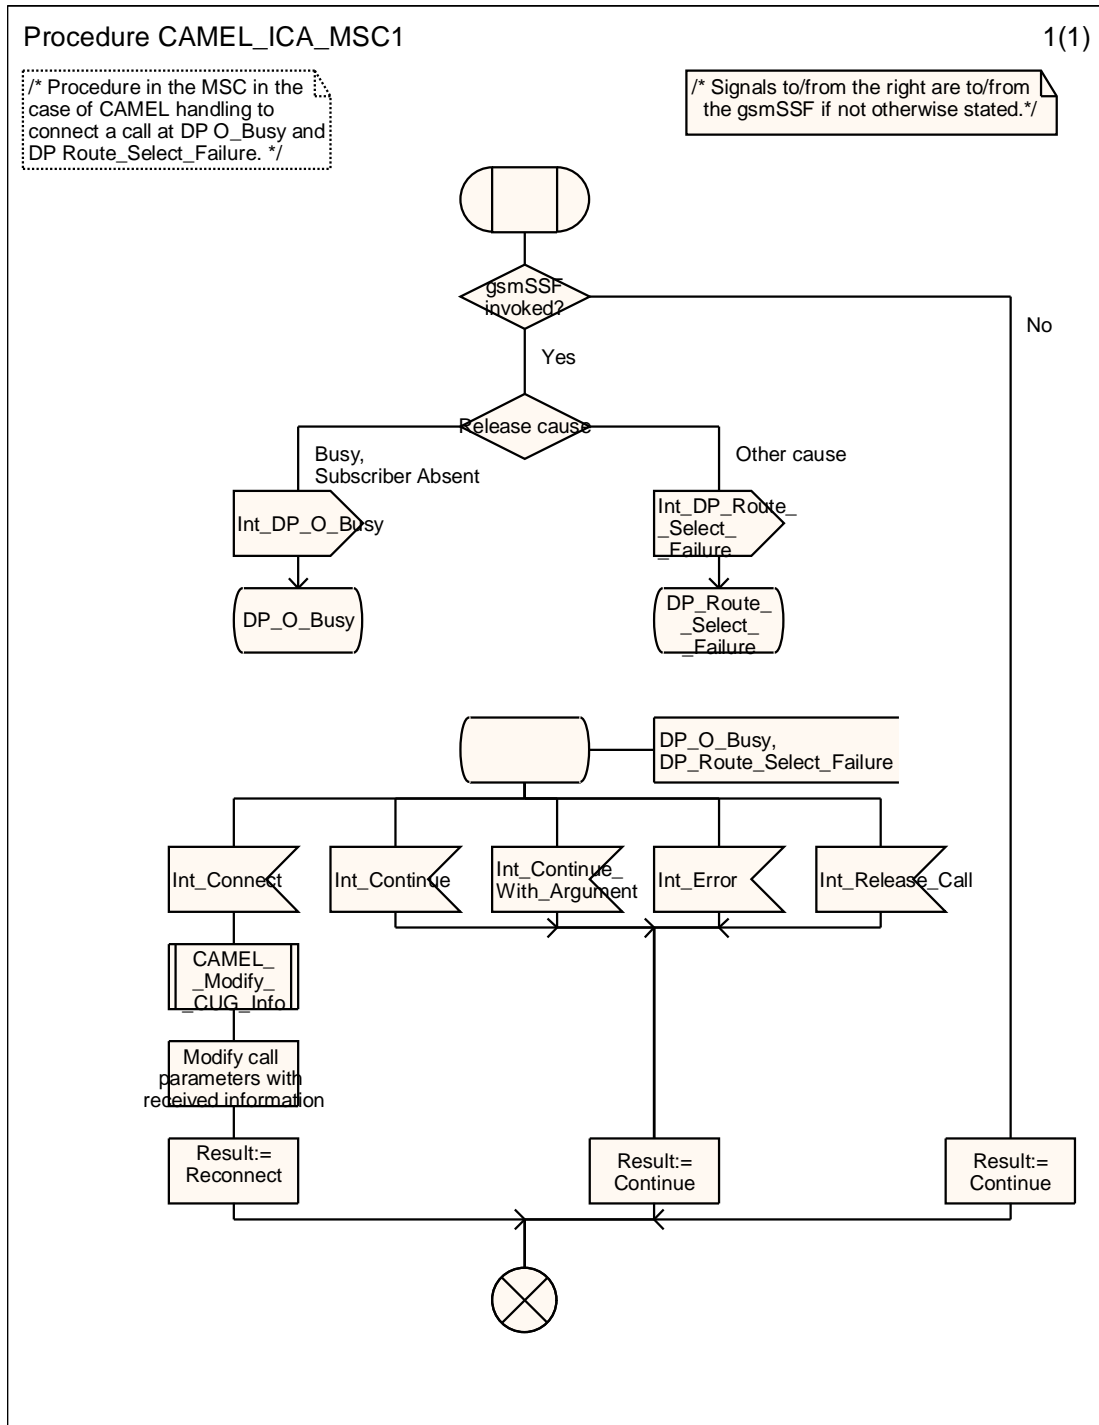 Procedure CAMEL_ICA_MSC1
1(1)
/* Procedure in the MSC in the
case of CAMEL handling to
connect a call at DP O_Busy and
DP Route_Select_Failure. */
/* Signals to/from the right are to/from
the gsmSSF if not otherwise stated.*/
gsmSSF
invoked?
No
Yes
Release cause
Busy,
Subscriber Absent
Other cause
Int_DP_O_Busy
Int_DP_Route_
_Select_
_Failure
DP_O_Busy
DP_Route_
_Select_
_Failure
DP_O_Busy,
DP_Route_Select_Failure
Int_Connect
Int_Continue
Int_Continue_
With_Argument
Int_Error
Int_Release_Call
CAMEL_
_Modify_
_CUG_Info
Modify call
parameters with
received information
Result:=
Reconnect
Result:=
Continue
Result:=
Continue